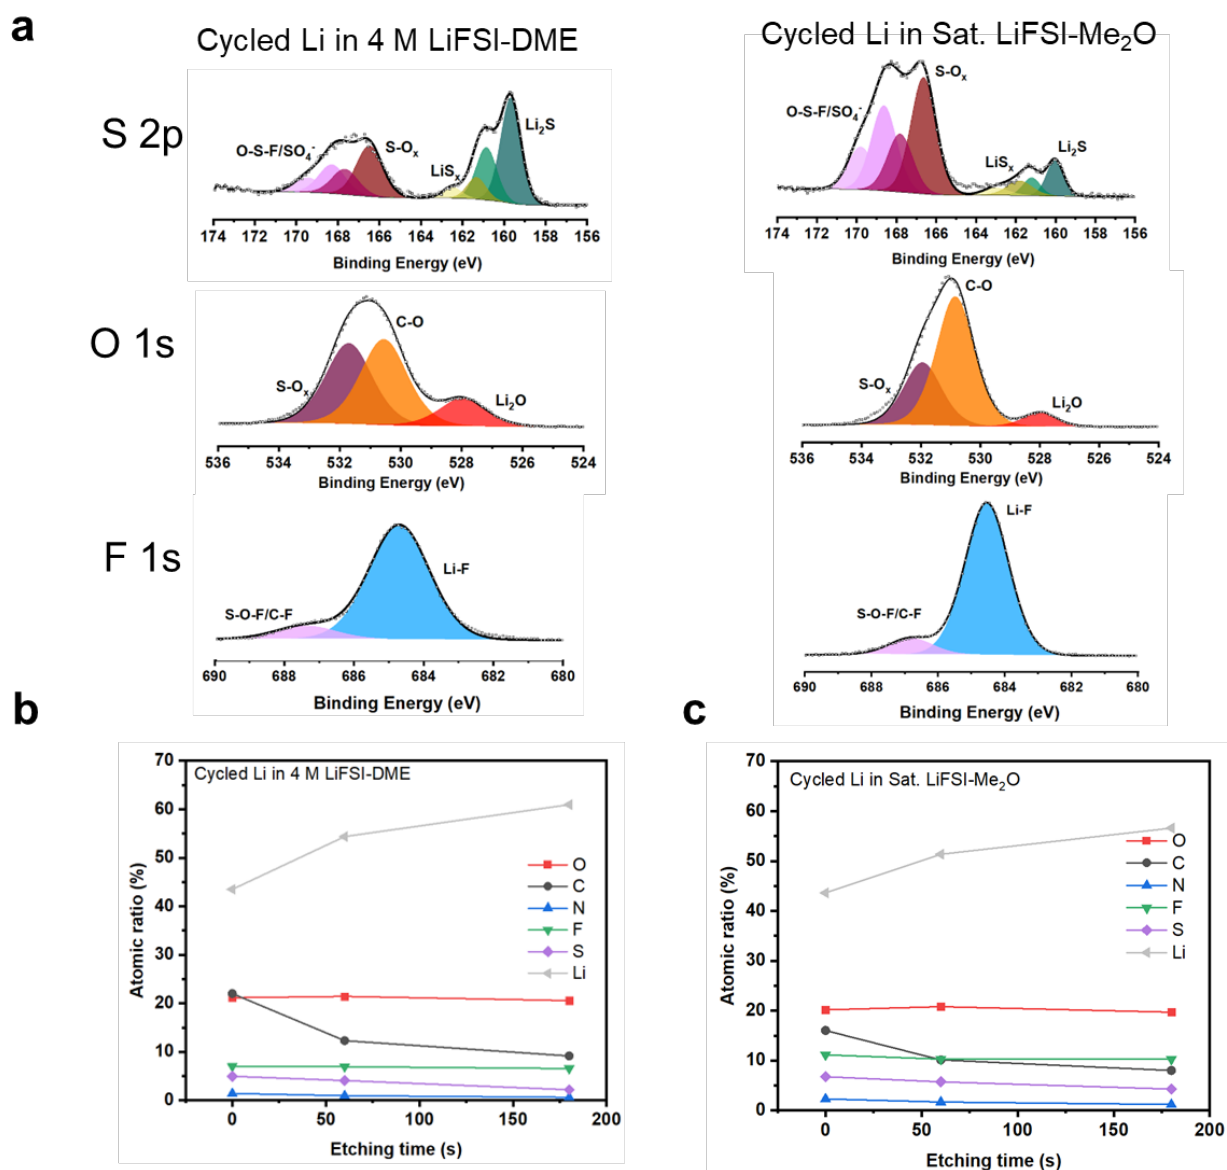 a
Cycled Li in 4 M LiFSI-DME
Cycled Li in Sat. LiFSI-Me₂O
S 2p
O-S-F/SO₄⁻
S-Oₓ
LiSₓ
Li₂S
174 172 170 168 166 164 162 160 158 156
Binding Energy (eV)
S-Oₓ
O-S-F/SO₄⁻
LiSₓ
Li₂S
174 172 170 168 166 164 162 160 158 156
Binding Energy (eV)
O 1s
C-O
S-Oₓ
Li₂O
536 534 532 530 528 526 524
Binding Energy (eV)
C-O
S-Oₓ
Li₂O
536 534 532 530 528 526 524
Binding Energy (eV)
F 1s
Li-F
S-O-F/C-F
690 688 686 684 682 680
Binding Energy (eV)
Li-F
S-O-F/C-F
690 688 686 684 682 680
Binding Energy (eV)
b
Cycled Li in 4 M LiFSI-DME
Atomic ratio (%)
70
60
50
40
30
20
10
0
O
C
N
F
S
Li
0 50 100 150 200
Etching time (s)
c
Cycled Li in Sat. LiFSI-Me₂O
Atomic ratio (%)
70
60
50
40
30
20
10
0
O
C
N
F
S
Li
0 50 100 150 200
Etching time (s)